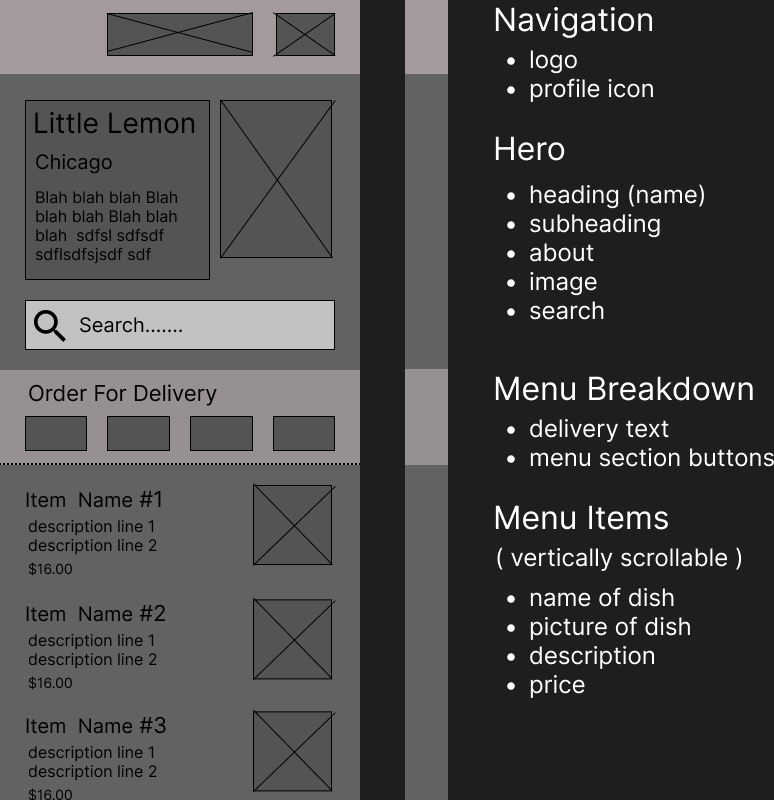 Little Lemon
Chicago
Blah blah blah Blah
blah blah Blah blah
blah  sdfsl sdfsdf
sdflsdfsjsdf sdf
Search.......
Order For Delivery
Item  Name #1
description line 1
description line 2
$16.00
Item  Name #2
description line 1
description line 2
$16.00
Item  Name #3
description line 1
description line 2
$16.00
Navigation
• logo
• profile icon
Hero
• heading (name)
• subheading
• about
• image
• search
Menu Breakdown
• delivery text
• menu section buttons
Menu Items
( vertically scrollable )
• name of dish
• picture of dish
• description
• price